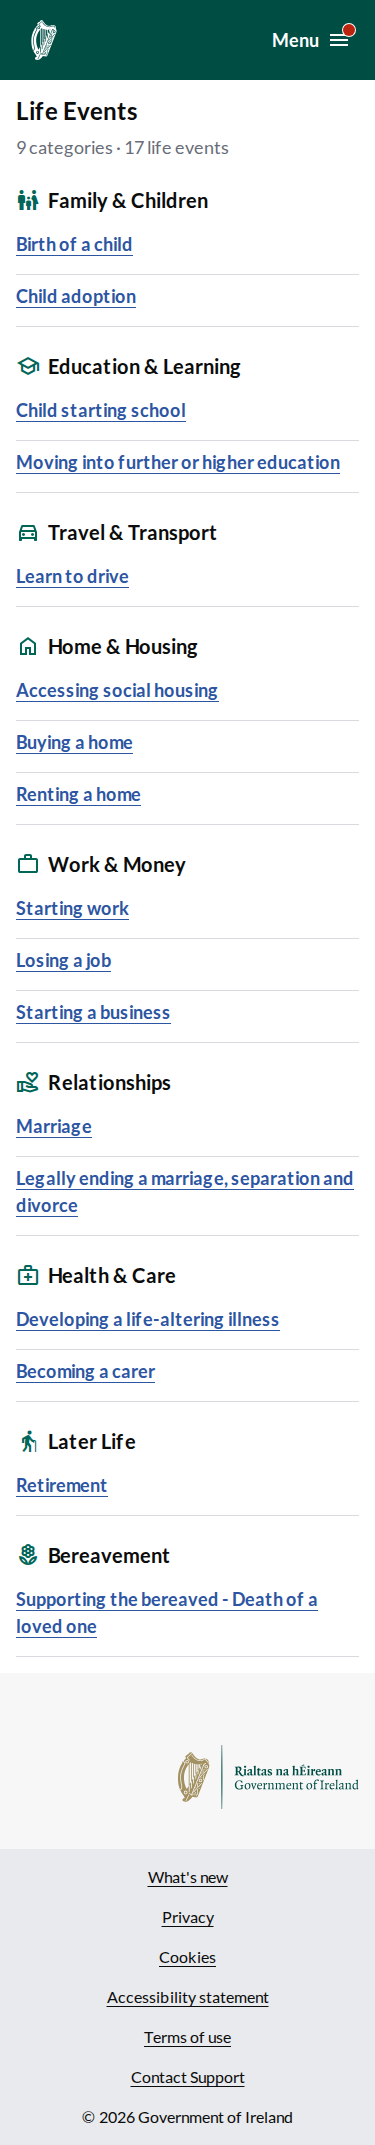 Menu
Life Events
9 categories · 17 life events
Family & Children
Birth of a child
Child adoption
Education & Learning
Child starting school
Moving into further or higher education
Travel & Transport
Learn to drive
Home & Housing
Accessing social housing
Buying a home
Renting a home
Work & Money
Starting work
Losing a job
Starting a business
Relationships
Marriage
Legally ending a marriage, separation and
divorce
Health & Care
Developing a life-altering illness
Becoming a carer
Later Life
Retirement
Bereavement
Supporting the bereaved - Death of a
loved one
Rialtas na hÉireann
Government of Ireland
What's new
Privacy
Cookies
Accessibility statement
Terms of use
Contact Support
© 2026 Government of Ireland